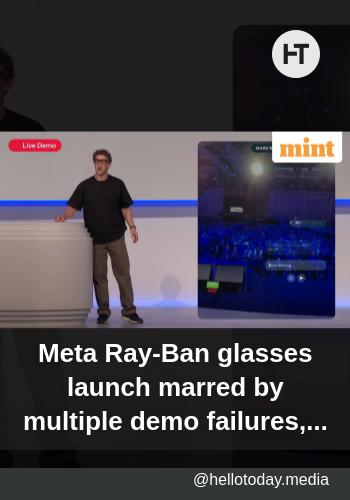 HT
Live Demo
mint
Meta Ray-Ban glasses
launch marred by
multiple demo failures,...
@hellotoday.media